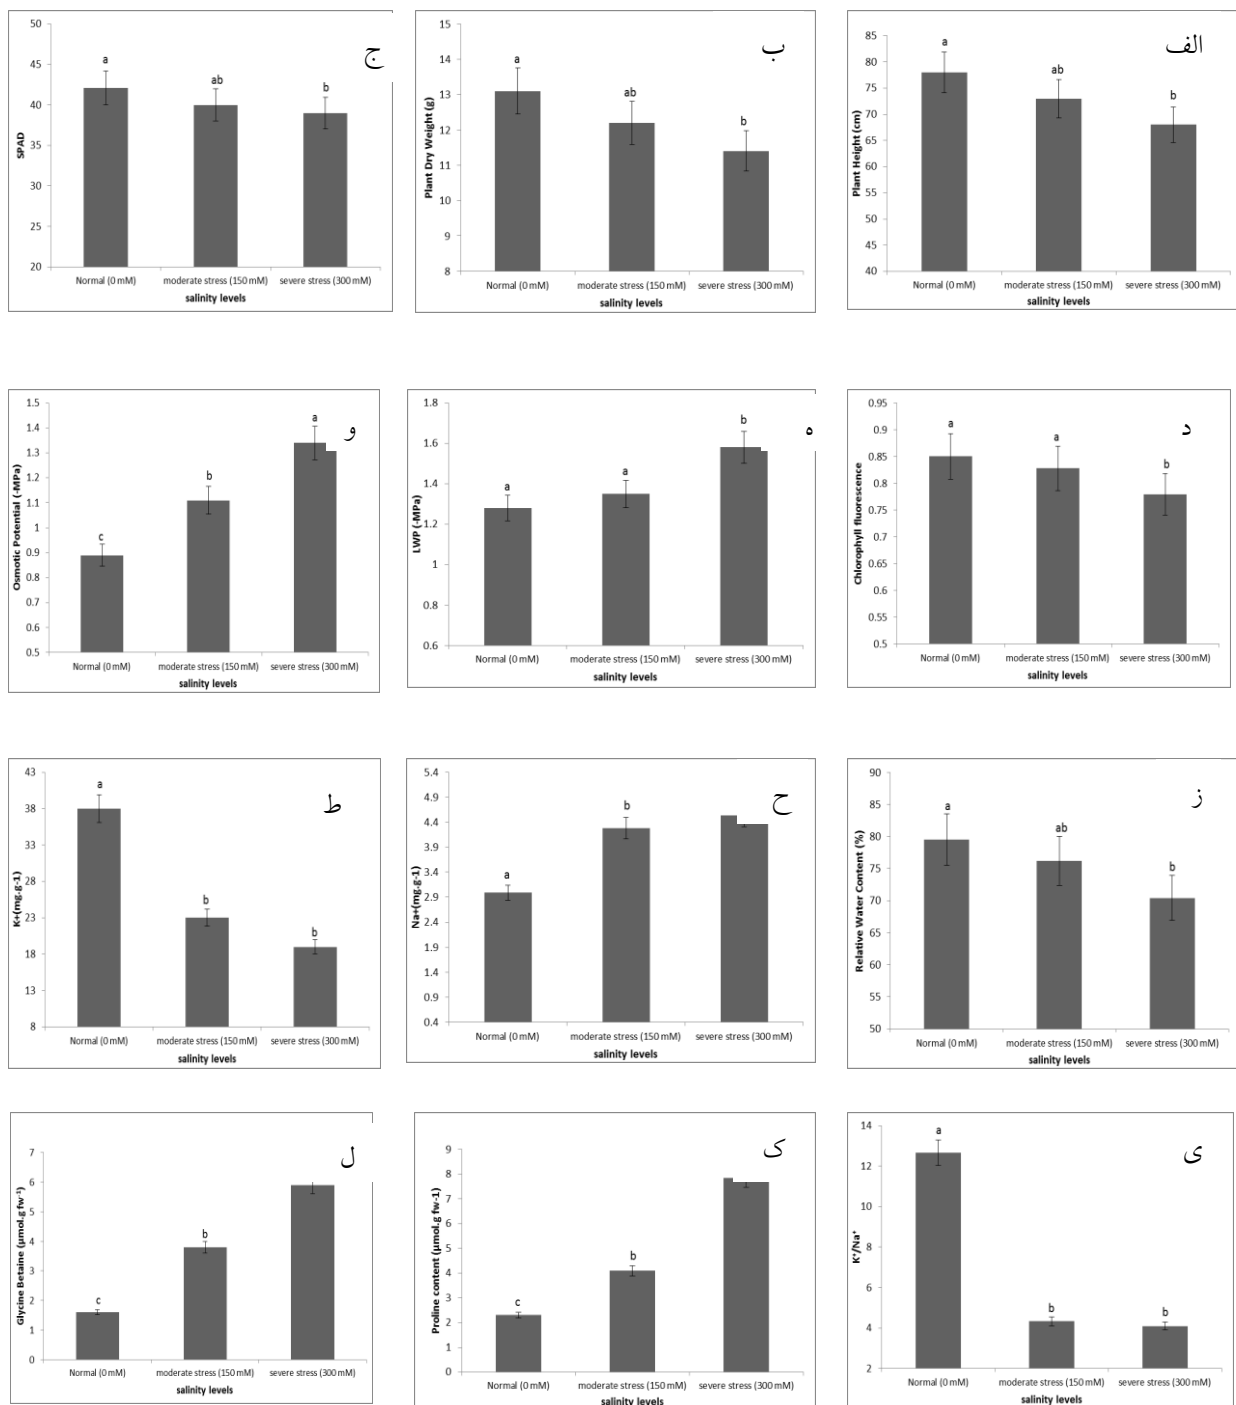 ج
50
45
40
35
30
25
20
SPAD
a
ab
b
Normal (0 mM)
moderate stress (150 mM)
severe stress (300 mM)
salinity levels
ب
15
14
13
12
11
10
9
8
Plant Dry Weight (g)
a
ab
b
Normal (0 mM)
moderate stress (150 mM)
severe stress (300 mM)
salinity levels
الف
85
80
75
70
65
60
55
50
45
40
Plant Height (cm)
a
ab
b
Normal (0 mM)
moderate stress (150 mM)
severe stress (300 mM)
salinity levels
و
1.5
1.4
1.3
1.2
1.1
1
0.9
0.8
0.7
0.6
0.5
Osmotic Potential (-MPa)
c
b
a
Normal (0 mM)
moderate stress (150 mM)
severe stress (300 mM)
salinity levels
ه
1.8
1.6
1.4
1.2
1
0.8
0.6
LWP (-MPa)
a
a
b
Normal (0 mM)
moderate stress (150 mM)
severe stress (300 mM)
salinity levels
د
0.95
0.9
0.85
0.8
0.75
0.7
0.65
0.6
0.55
0.5
Chlorophyll fluorescence
a
a
b
Normal (0 mM)
moderate stress (150 mM)
severe stress (300 mM)
salinity levels
ط
43
38
33
28
23
18
13
8
K+(mg.g-1)
a
b
b
Normal (0 mM)
moderate stress (150 mM)
severe stress (300 mM)
salinity levels
ح
5.4
4.9
4.4
3.9
3.4
2.9
2.4
1.9
1.4
0.9
0.4
Na+(mg.g-1)
a
b
Normal (0 mM)
moderate stress (150 mM)
severe stress (300 mM)
salinity levels
ز
90
85
80
75
70
65
60
55
50
Relative Water Content (%)
a
ab
b
Normal (0 mM)
moderate stress (150 mM)
severe stress (300 mM)
salinity levels
ل
7
6
5
4
3
2
1
0
Glycine Betaine (µmol.g fw⁻¹)
c
b
Normal (0 mM)
moderate stress (150 mM)
severe stress (300 mM)
salinity levels
ک
9
8
7
6
5
4
3
2
1
0
Proline content (µmol.g fw-1)
c
b
Normal (0 mM)
moderate stress (150 mM)
severe stress (300 mM)
salinity levels
ی
14
12
10
8
6
4
2
K⁺/Na⁺
a
b
b
Normal (0 mM)
moderate stress (150 mM)
severe stress (300 mM)
salinity levels